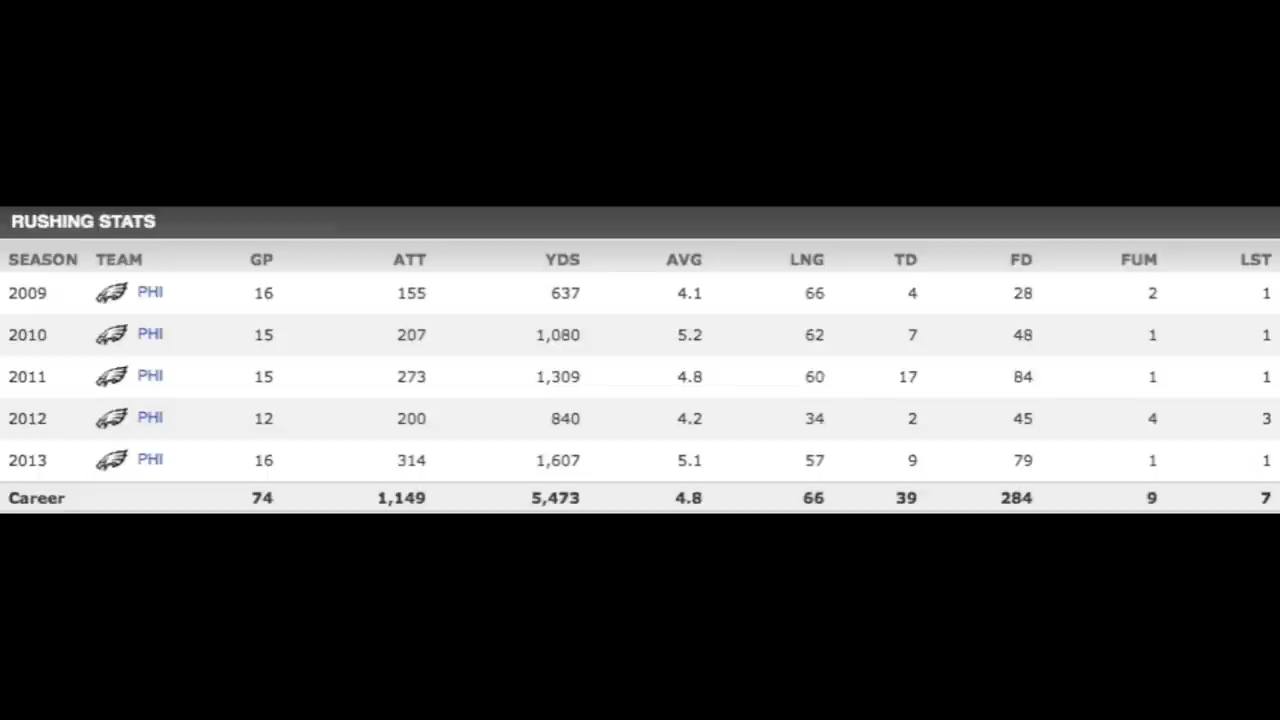 RUSHING STATS
SEASON TEAM GP ATT YDS AVG LNG TD FD FUM LST
2009 PHI 16 155 637 4.1 66 4 28 2 1
2010 PHI 15 207 1,080 5.2 62 7 48 1 1
2011 PHI 15 273 1,309 4.8 60 17 84 1 1
2012 PHI 12 200 840 4.2 34 2 45 4 3
2013 PHI 16 314 1,607 5.1 57 9 79 1 1
Career 74 1,149 5,473 4.8 66 39 284 9 7